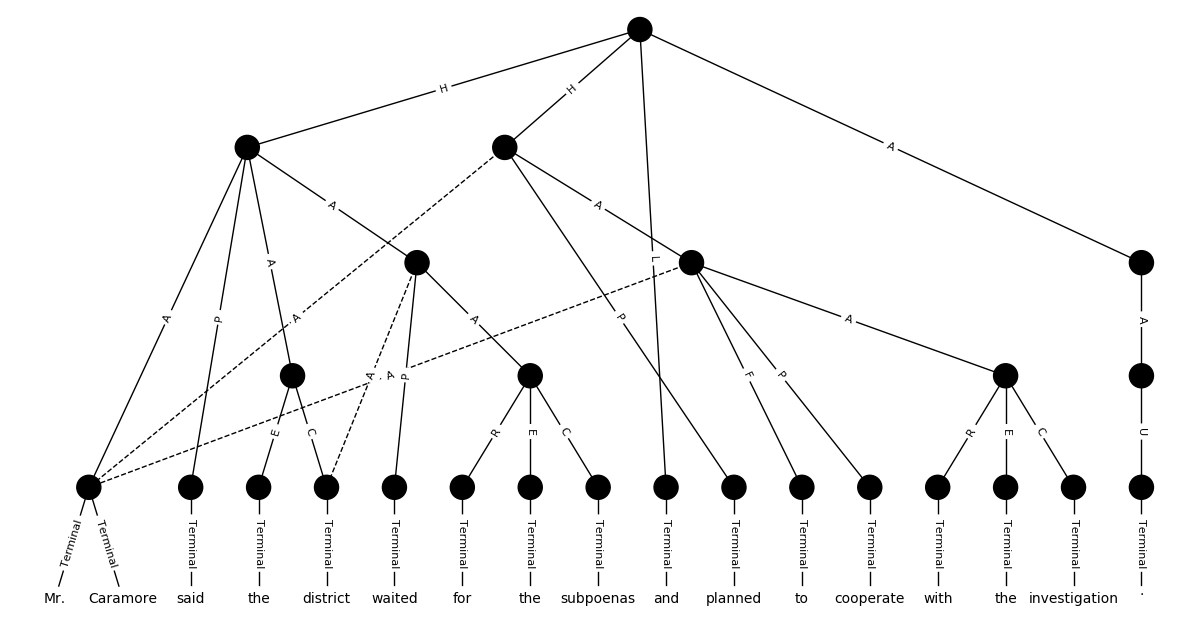 H H A
A A
A P A L
A A P A A
A A P F P
E C R E C R E C U
Terminal Terminal Terminal Terminal Terminal Terminal Terminal Terminal Terminal Terminal Terminal Terminal Terminal Terminal Terminal Terminal Terminal
Mr. Caramore said the district waited for the subpoenas and planned to cooperate with the investigation .